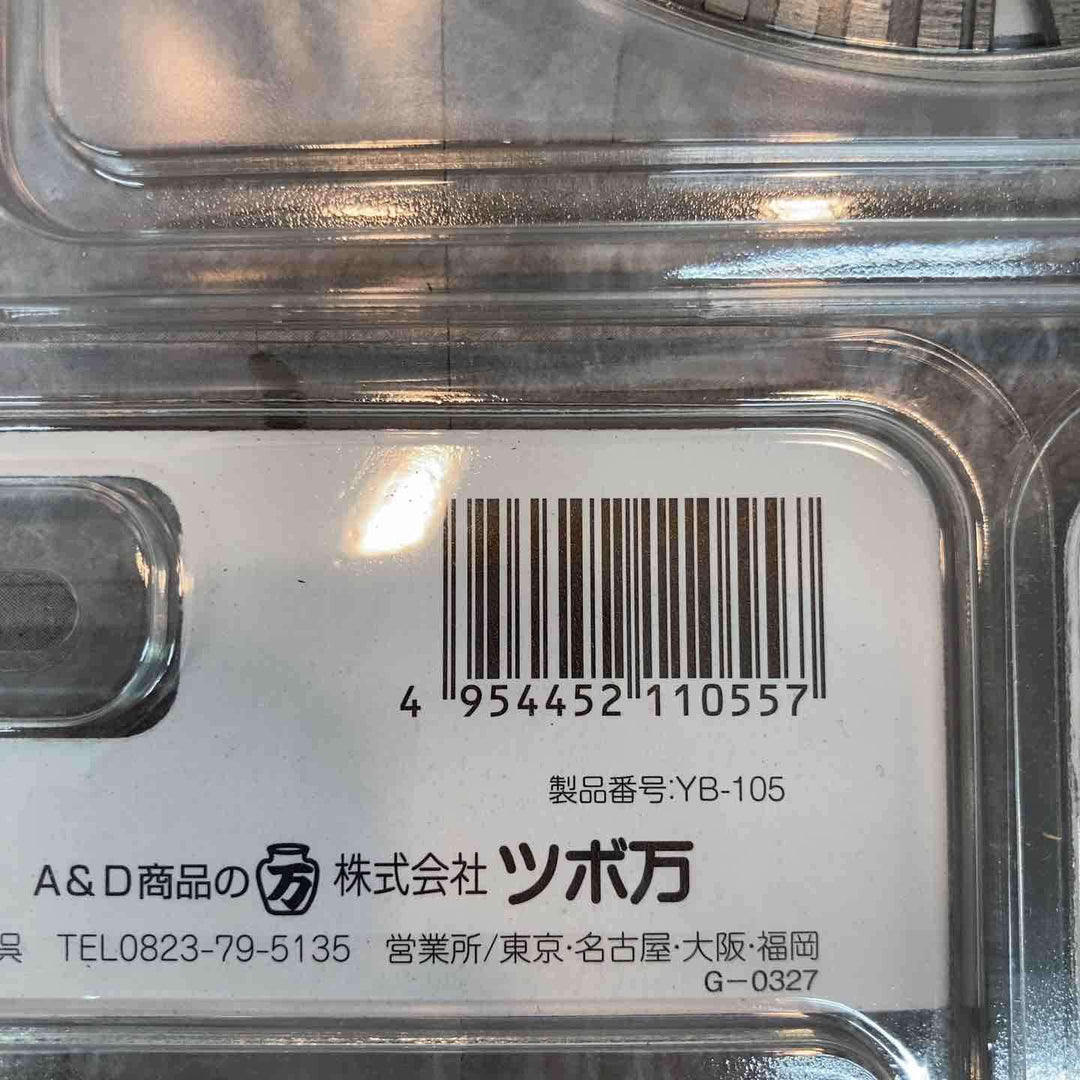 4 954452 110557
製品番号:YB-105
A&D商品の 万 株式会社 ツボ万
呉 TEL0823-79-5135 営業所/東京・名古屋・大阪・福岡
G-0327